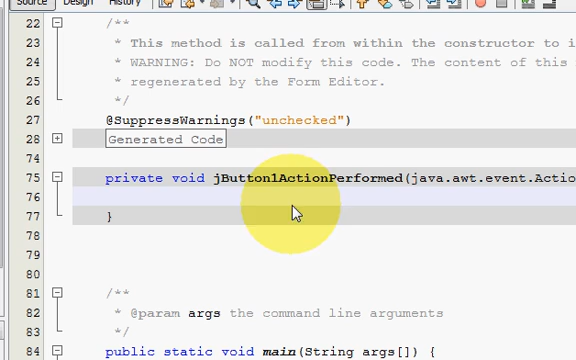 Source Design History
22 /**
23 * This method is called from within the constructor to i
24 * WARNING: Do NOT modify this code. The content of this
25 * regenerated by the Form Editor.
26 */
27 @SuppressWarnings("unchecked")
28 Generated Code
74
75 private void jButton1ActionPerformed(java.awt.event.Actio
76
77 }
78
79
80
81 /**
82 * @param args the command line arguments
83 */
84 public static void main(String args[]) {